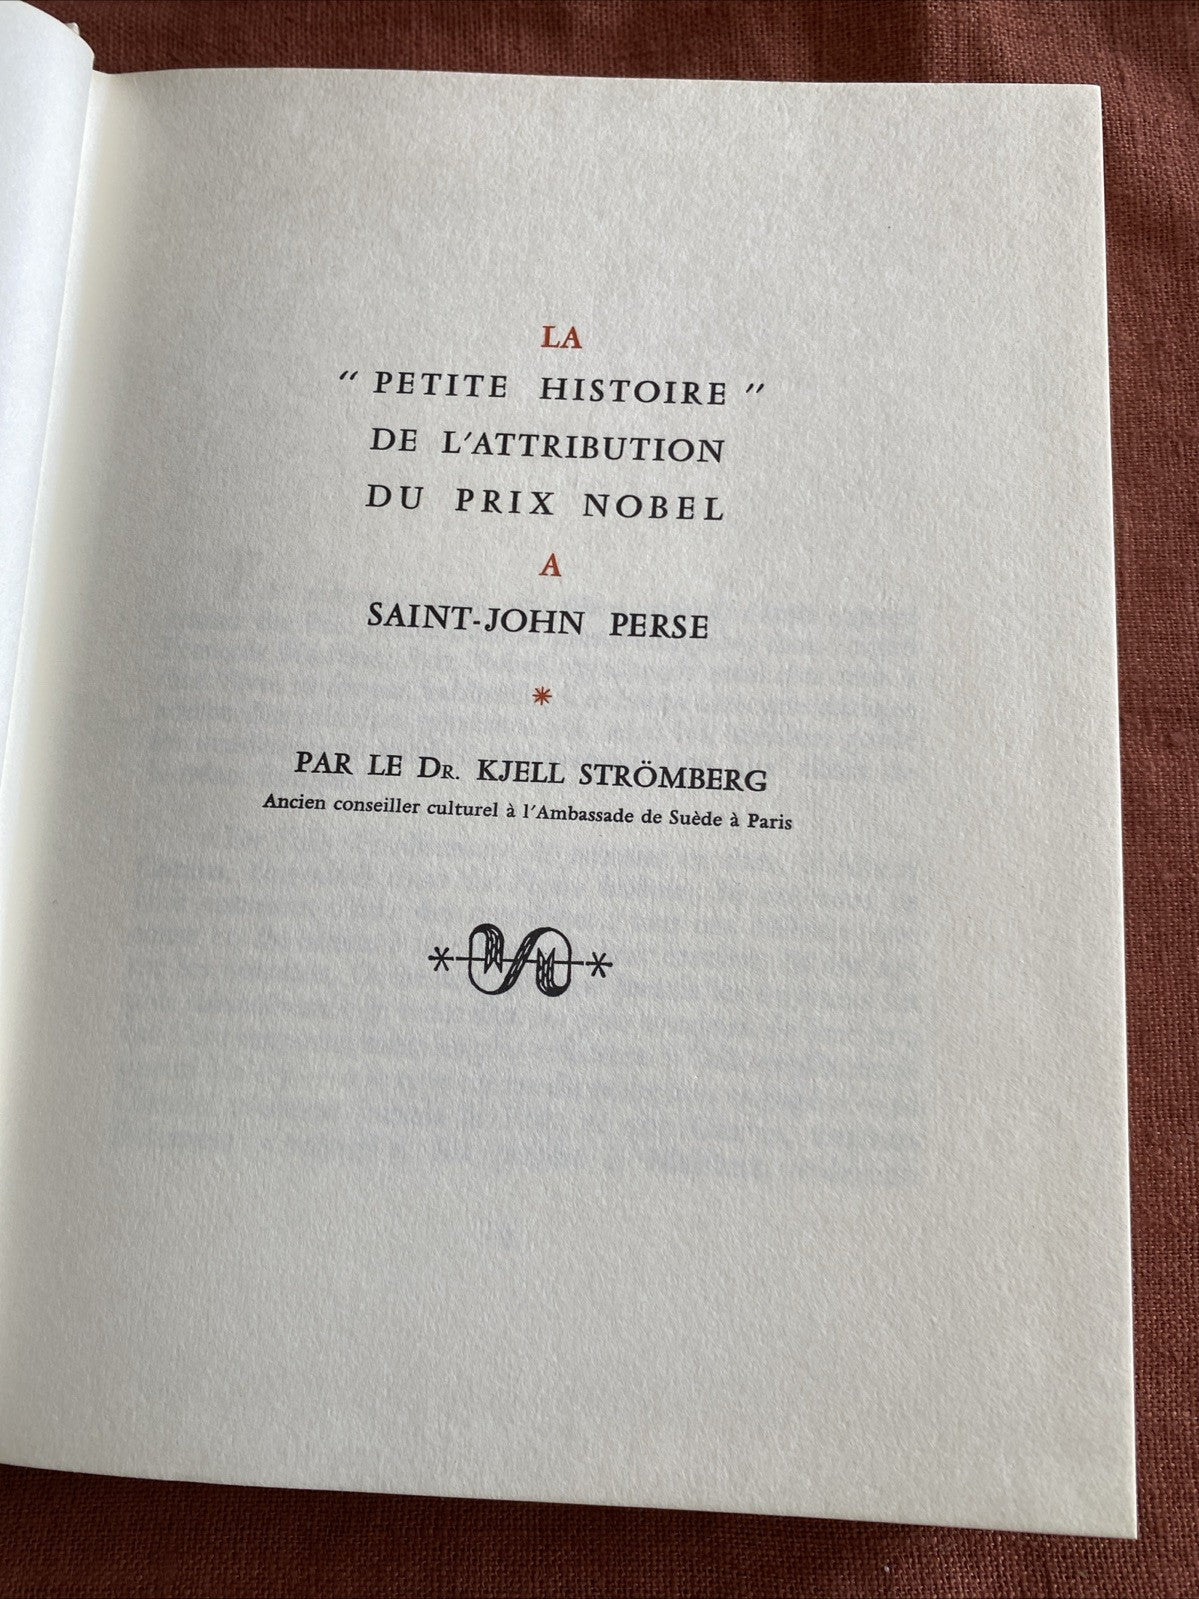 LA
“ PETITE HISTOIRE ”
DE L'ATTRIBUTION
DU PRIX NOBEL
A
SAINT-JOHN PERSE
*
PAR LE DR. KJELL STRÖMBERG
Ancien conseiller culturel à l'Ambassade de Suède à Paris